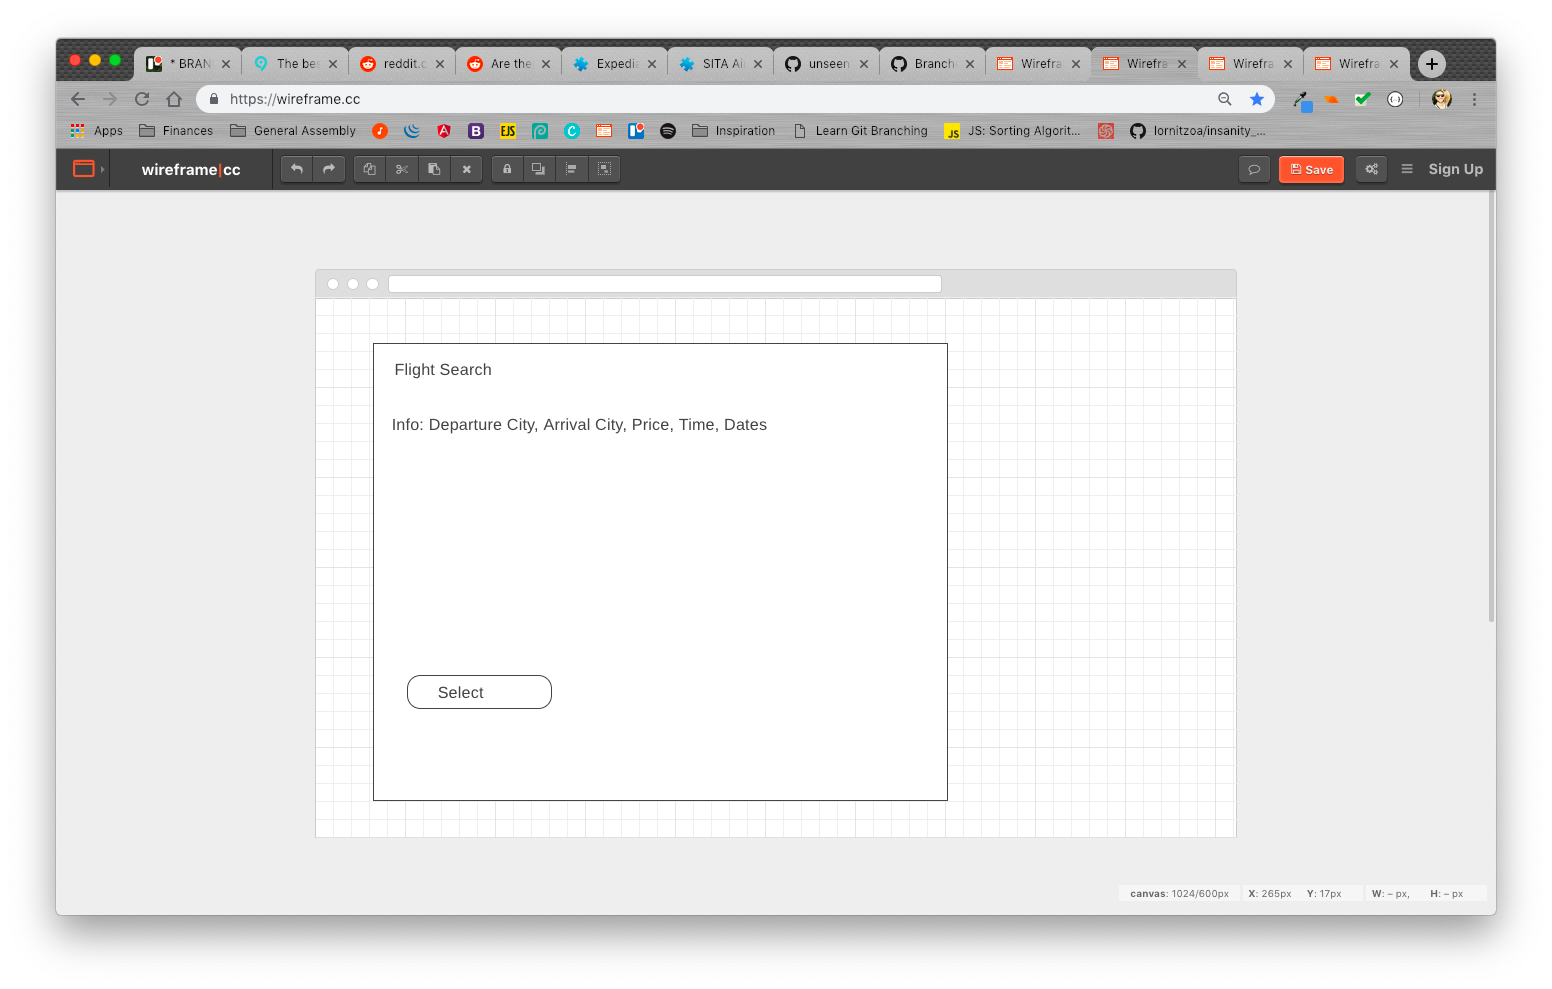 * BRAN
The be
reddit.c
Are the
Expedia
SITA Ai
unseen
Branch
Wirefra
Wirefra
Wirefra
Wirefra
https://wireframe.cc
Apps
Finances
General Assembly
EJS
Inspiration
Learn Git Branching
JS
JS: Sorting Algorit...
lornitzoa/insanity_...
wireframe|cc
Save
Sign Up
Flight Search
Info: Departure City, Arrival City, Price, Time, Dates
Select
canvas: 1024/600px X: 265px Y: 17px W: – px, H: – px